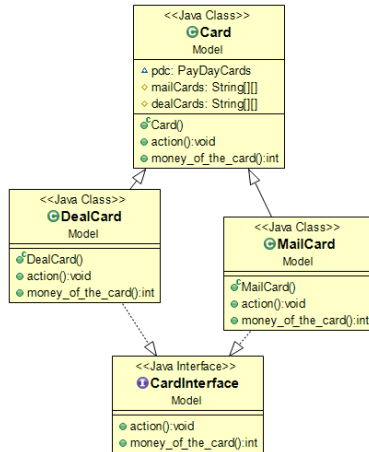 <<Java Class>>
Card
Model
pdc: PayDayCards
mailCards: String[][]
dealCards: String[][]
Card()
action():void
money_of_the_card():int
<<Java Class>>
DealCard
Model
DealCard()
action():void
money_of_the_card():int
<<Java Class>>
MailCard
Model
MailCard()
action():void
money_of_the_card():int
<<Java Interface>>
CardInterface
Model
action():void
money_of_the_card():int